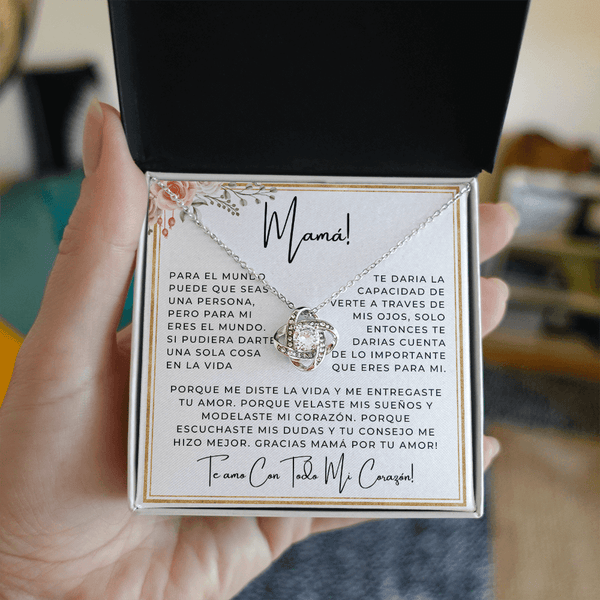 Mamá!
PARA EL MUNDO
PUEDE QUE SEAS
UNA PERSONA,
PERO PARA MI
ERES EL MUNDO.
SI PUDIERA DARTE
UNA SOLA COSA
EN LA VIDA
TE DARIA LA
CAPACIDAD DE
VERTE A TRAVES DE
MIS OJOS, SOLO
ENTONCES TE
DARIAS CUENTA
DE LO IMPORTANTE
QUE ERES PARA MI.
PORQUE ME DISTE LA VIDA Y ME ENTREGASTE
TU AMOR. PORQUE VELASTE MIS SUEÑOS Y
MODELASTE MI CORAZÓN. PORQUE
ESCUCHASTE MIS DUDAS Y TU CONSEJO ME
HIZO MEJOR. GRACIAS MAMÁ POR TU AMOR!
Te amo Con Todo Mi Corazón!